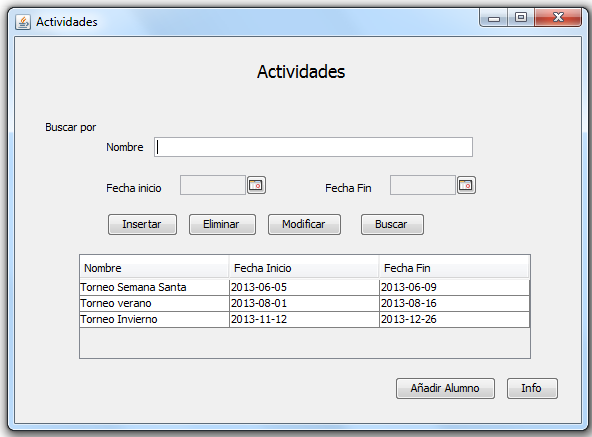 Actividades
Actividades
Buscar por
Nombre
Fecha inicio Fecha Fin
Insertar Eliminar Modificar Buscar
Nombre Fecha Inicio Fecha Fin
Torneo Semana Santa 2013-06-05 2013-06-09
Torneo verano 2013-08-01 2013-08-16
Torneo Invierno 2013-11-12 2013-12-26
Añadir Alumno Info